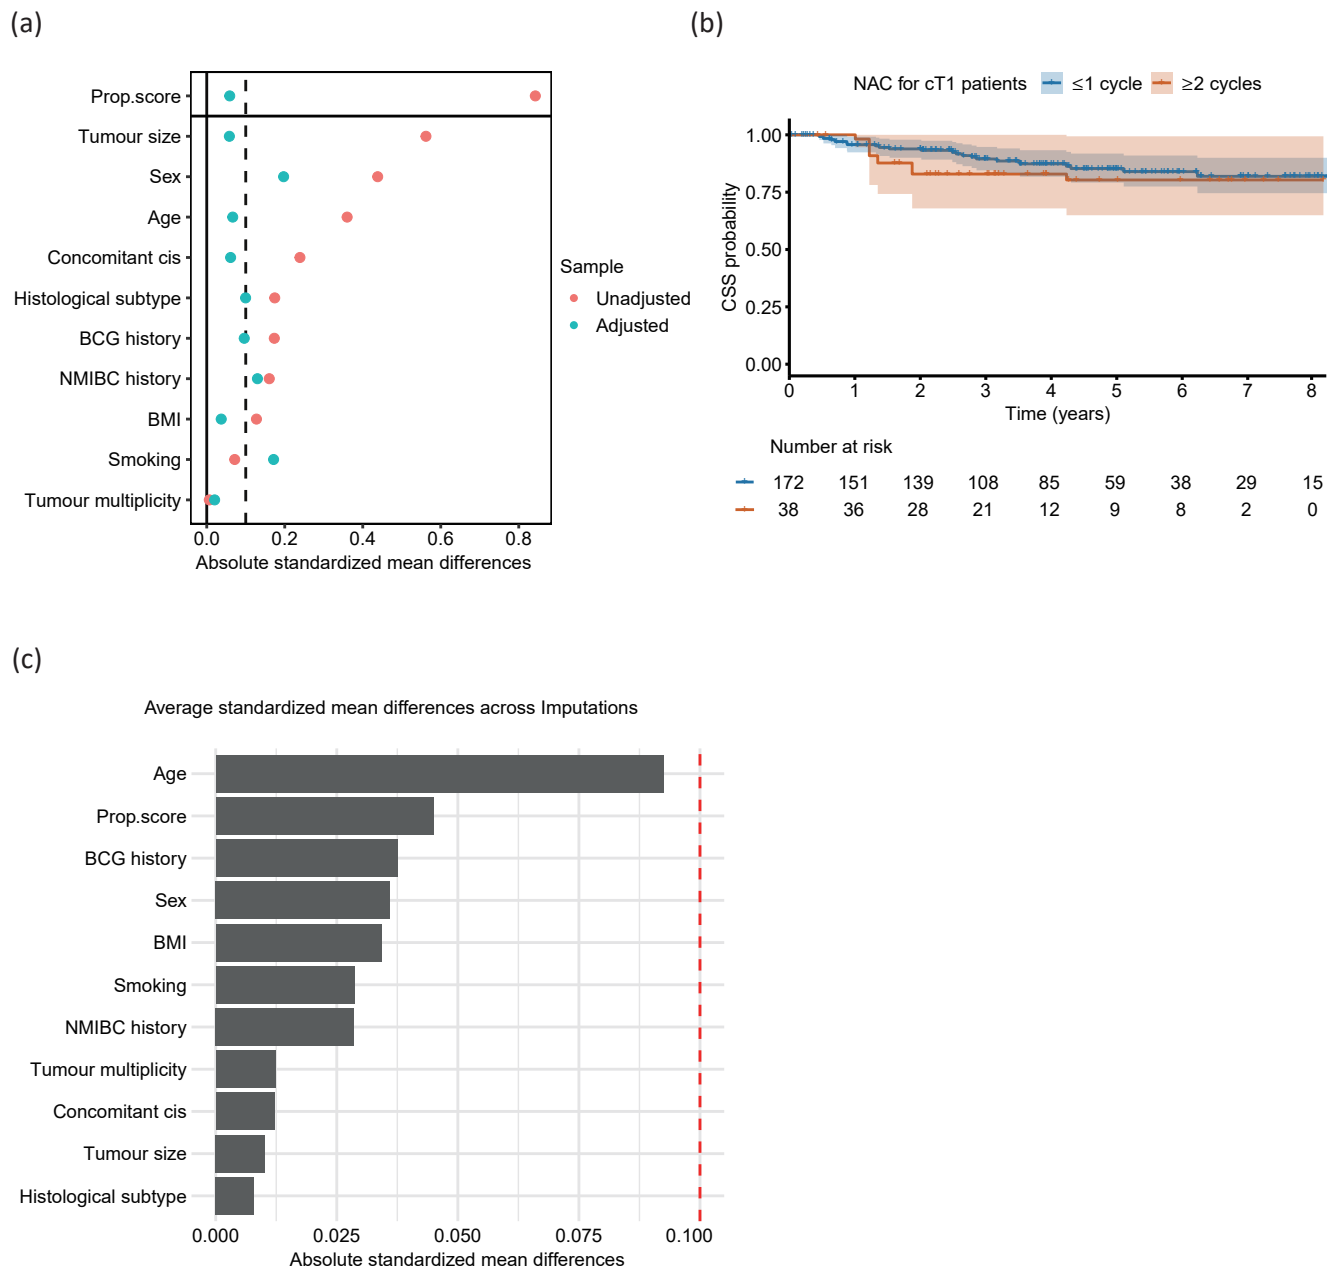 (a)
Prop.score
Tumour size
Sex
Age
Concomitant cis
Histological subtype
BCG history
NMIBC history
BMI
Smoking
Tumour multiplicity
0.0 0.2 0.4 0.6 0.8
Absolute standardized mean differences
Sample
Unadjusted
Adjusted
(b)
NAC for cT1 patients ≤1 cycle ≥2 cycles
1.00
0.75
0.50
0.25
0.00
CSS probability
0 1 2 3 4 5 6 7 8
Time (years)
Number at risk
172 151 139 108 85 59 38 29 15
38 36 28 21 12 9 8 2 0
(c)
Average standardized mean differences across Imputations
Age
Prop.score
BCG history
Sex
BMI
Smoking
NMIBC history
Tumour multiplicity
Concomitant cis
Tumour size
Histological subtype
0.000 0.025 0.050 0.075 0.100
Absolute standardized mean differences